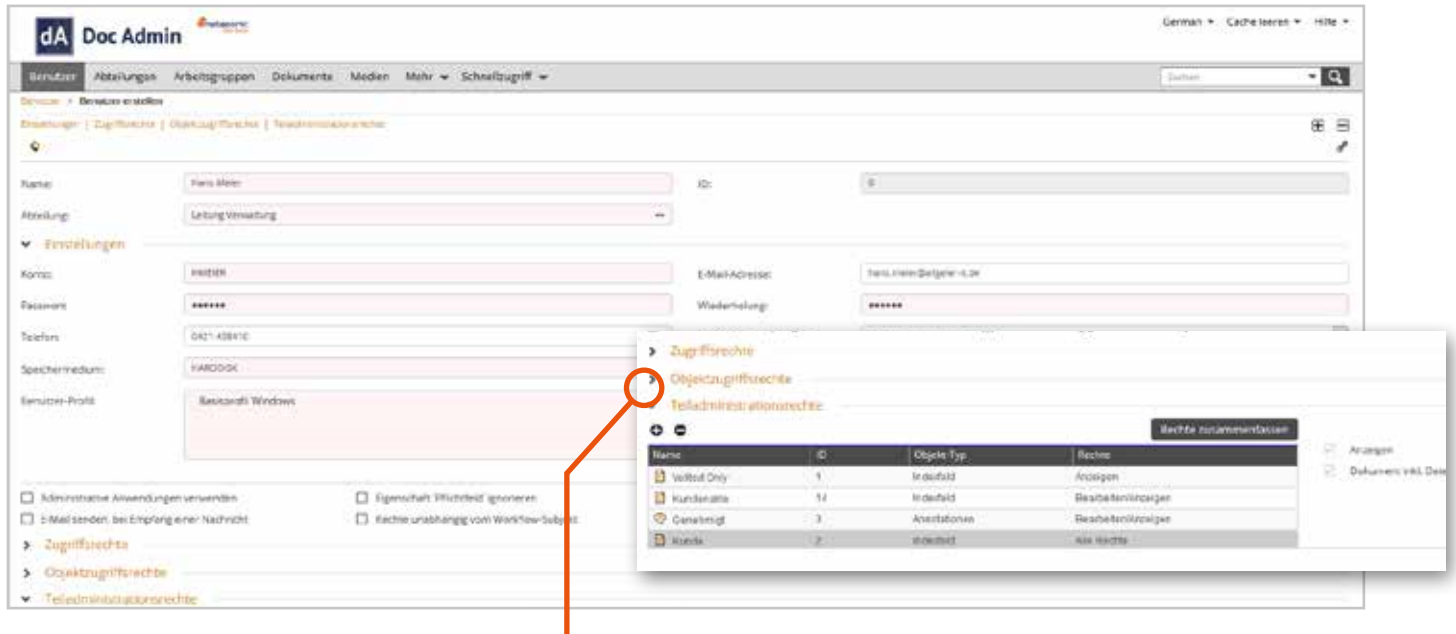 dA Doc Admin
German Cache leeren Hilfe
Benutzer Abteilungen Arbeitsgruppen Dokumente Medien Mehr Schnellzugriff Suchen
Benutzer > Benutzer erstellen
Einstellungen | Zugriffsrechte | Objektzugriffsrechte | Teiladministrationsrechte
Name: Hans Meier ID: 0
Abteilung: Leitung Verwaltung
Einstellungen
Konto: HMEIER E-Mail-Adresse:
Passwort: •••••• Wiederholung: ••••••
Telefon:
Speichermedium: HARDDISK
Benutzer-Profil: Basisprofil Windows
Administrative Anwendungen verwenden Eigenschaft 'Pflichtfeld' ignorieren
E-Mail senden, bei Empfang einer Nachricht Rechte unabhängig vom Workflow-Subjekt
Zugriffsrechte
Objektzugriffsrechte
Teiladministrationsrechte
Zugriffsrechte
Objektzugriffsrechte
Teiladministrationsrechte
Rechte zusammenfassen
Name ID Objekt-Typ Rechte
Volltext Only 1 Indexfeld Anzeigen
Kundenakte Indexfeld Bearbeiten/Anzeigen
Genehmigt 3 Annotationen Bearbeiten/Anzeigen
Kunde 2 Indexfeld Alle Rechte
Anzeigen
Dokument inkl.